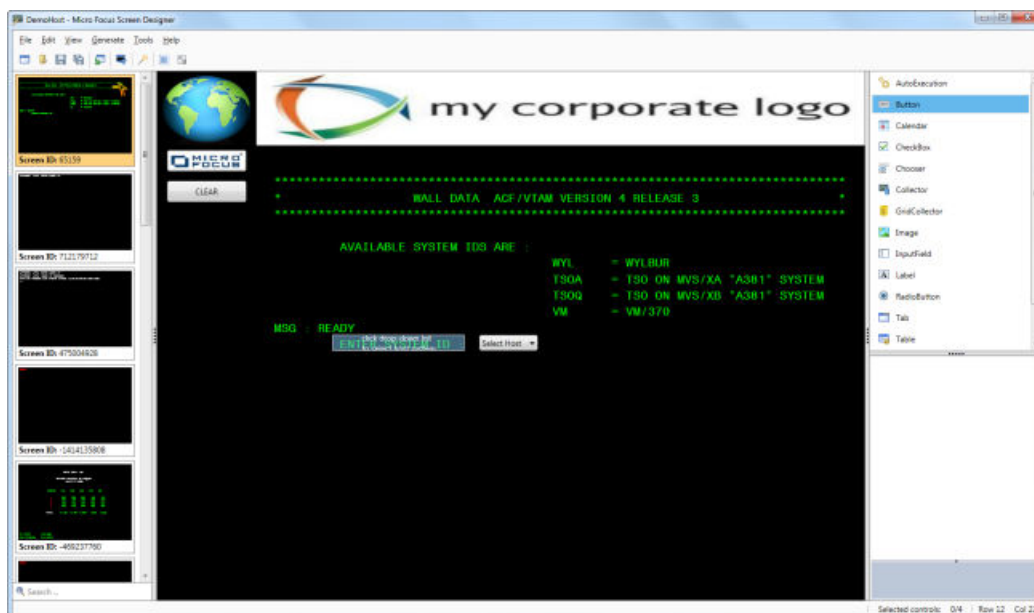 DemoHost - Micro Focus Screen Designer
File Edit View Generate Tools Help
Screen ID: 65159
Screen ID: 712179712
Screen ID: 475004928
Screen ID: -1414135808
Screen ID: -469237760
Search...
my corporate logo
MICRO FOCUS
CLEAR
WALL DATA ACF/VTAM VERSION 4 RELEASE 3
AVAILABLE SYSTEM IDS ARE :
WYL = WYLBUR
TSOA = TSO ON MVS/XA "A381" SYSTEM
TSOQ = TSO ON MVS/XB "A381" SYSTEM
VM = VM/370
MSG : READY
ENTER SYSTEM ID
Select Host
AutoExecution
Button
Calendar
CheckBox
Chooser
Collector
GridCollector
Image
InputField
Label
RadioButton
Tab
Table
Selected controls: 0/4 Row 12 Col 2